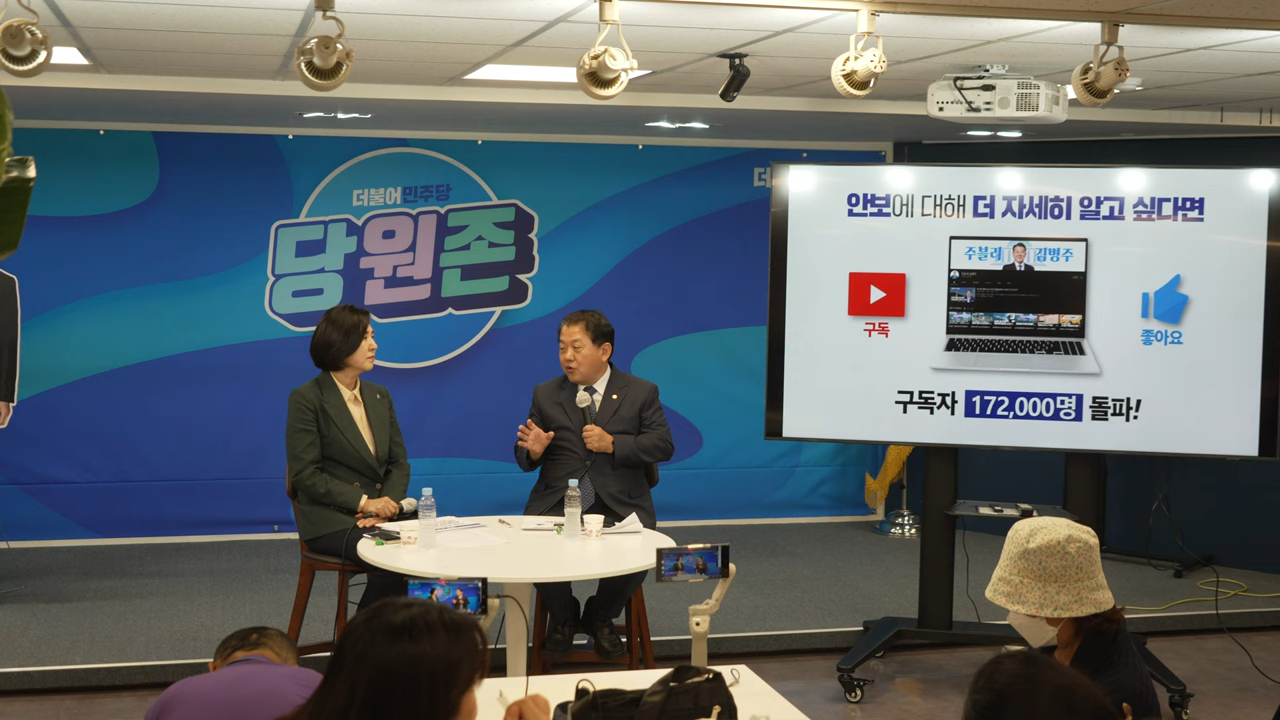 더불어민주당
당원존
더
안보에 대해 더 자세히 알고 싶다면
주블리 김병주
구독
좋아요
구독자 172,000명 돌파!